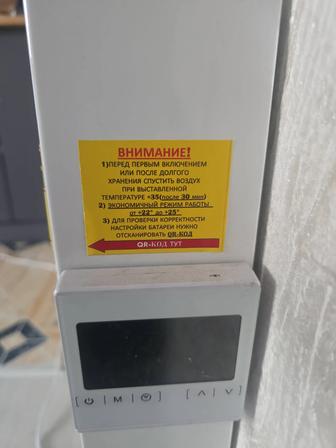 ВНИМАНИЕ!
1)ПЕРЕД ПЕРВЫМ ВКЛЮЧЕНИЕМ
ИЛИ ПОСЛЕ ДОЛГОГО
ХРАНЕНИЯ СПУСТИТЬ ВОЗДУХ
ПРИ ВЫСТАВЛЕННОЙ
ТЕМПЕРАТУРЕ +35(после 30 мин)
2) ЭКОНОМИЧНЫЙ РЕЖИМ РАБОТЫ
от +22° до +25°
3) ДЛЯ ПРОВЕРКИ КОРРЕКТНОСТИ
НАСТРОЙКИ БАТАРЕИ НУЖНО
ОТСКАНИРОВАТЬ QR-КОД
QR-КОД ТУТ
M